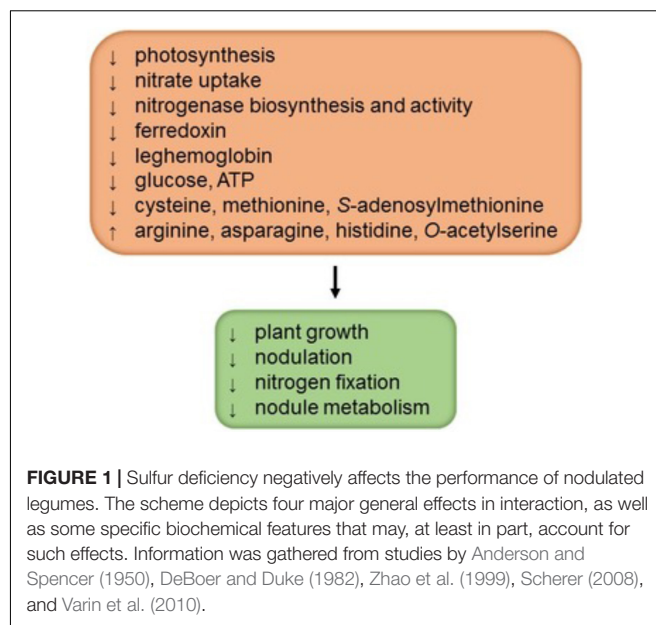 ↓ photosynthesis
↓ nitrate uptake
↓ nitrogenase biosynthesis and activity
↓ ferredoxin
↓ leghemoglobin
↓ glucose, ATP
↓ cysteine, methionine, S-adenosylmethionine
↑ arginine, asparagine, histidine, O-acetylserine
↓ plant growth
↓ nodulation
↓ nitrogen fixation
↓ nodule metabolism
FIGURE 1 | Sulfur deficiency negatively affects the performance of nodulated
legumes. The scheme depicts four major general effects in interaction, as well
as some specific biochemical features that may, at least in part, account for
such effects. Information was gathered from studies by Anderson and
Spencer (1950), DeBoer and Duke (1982), Zhao et al. (1999), Scherer (2008),
and Varin et al. (2010).